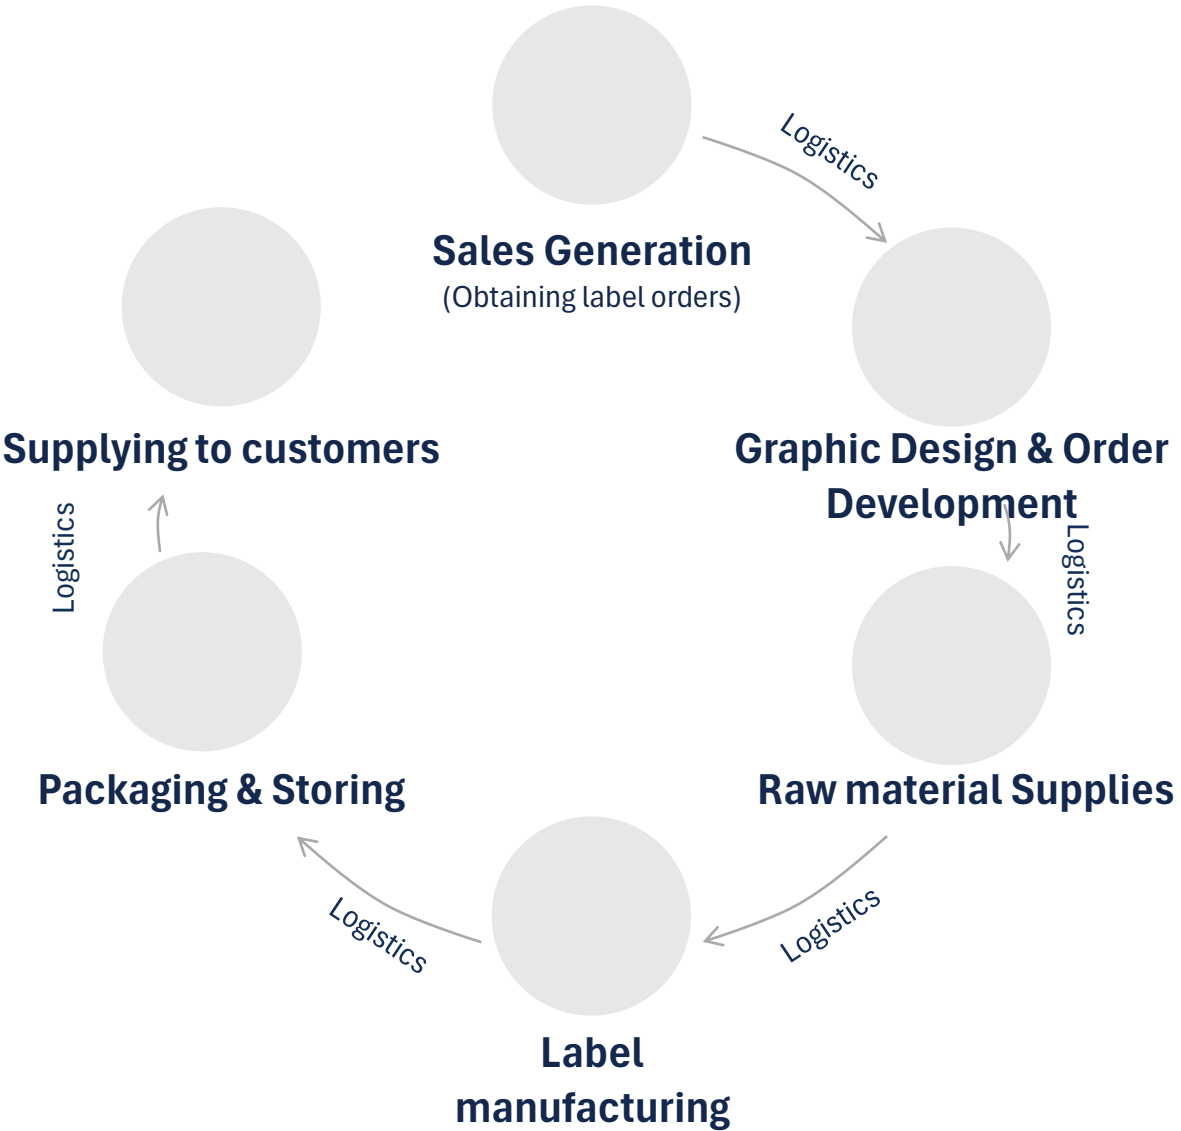 Logistics
Sales Generation
(Obtaining label orders)
Graphic Design & Order
Development
Logistics
Raw material Supplies
Logistics
Label
manufacturing
Logistics
Packaging & Storing
Logistics
Supplying to customers